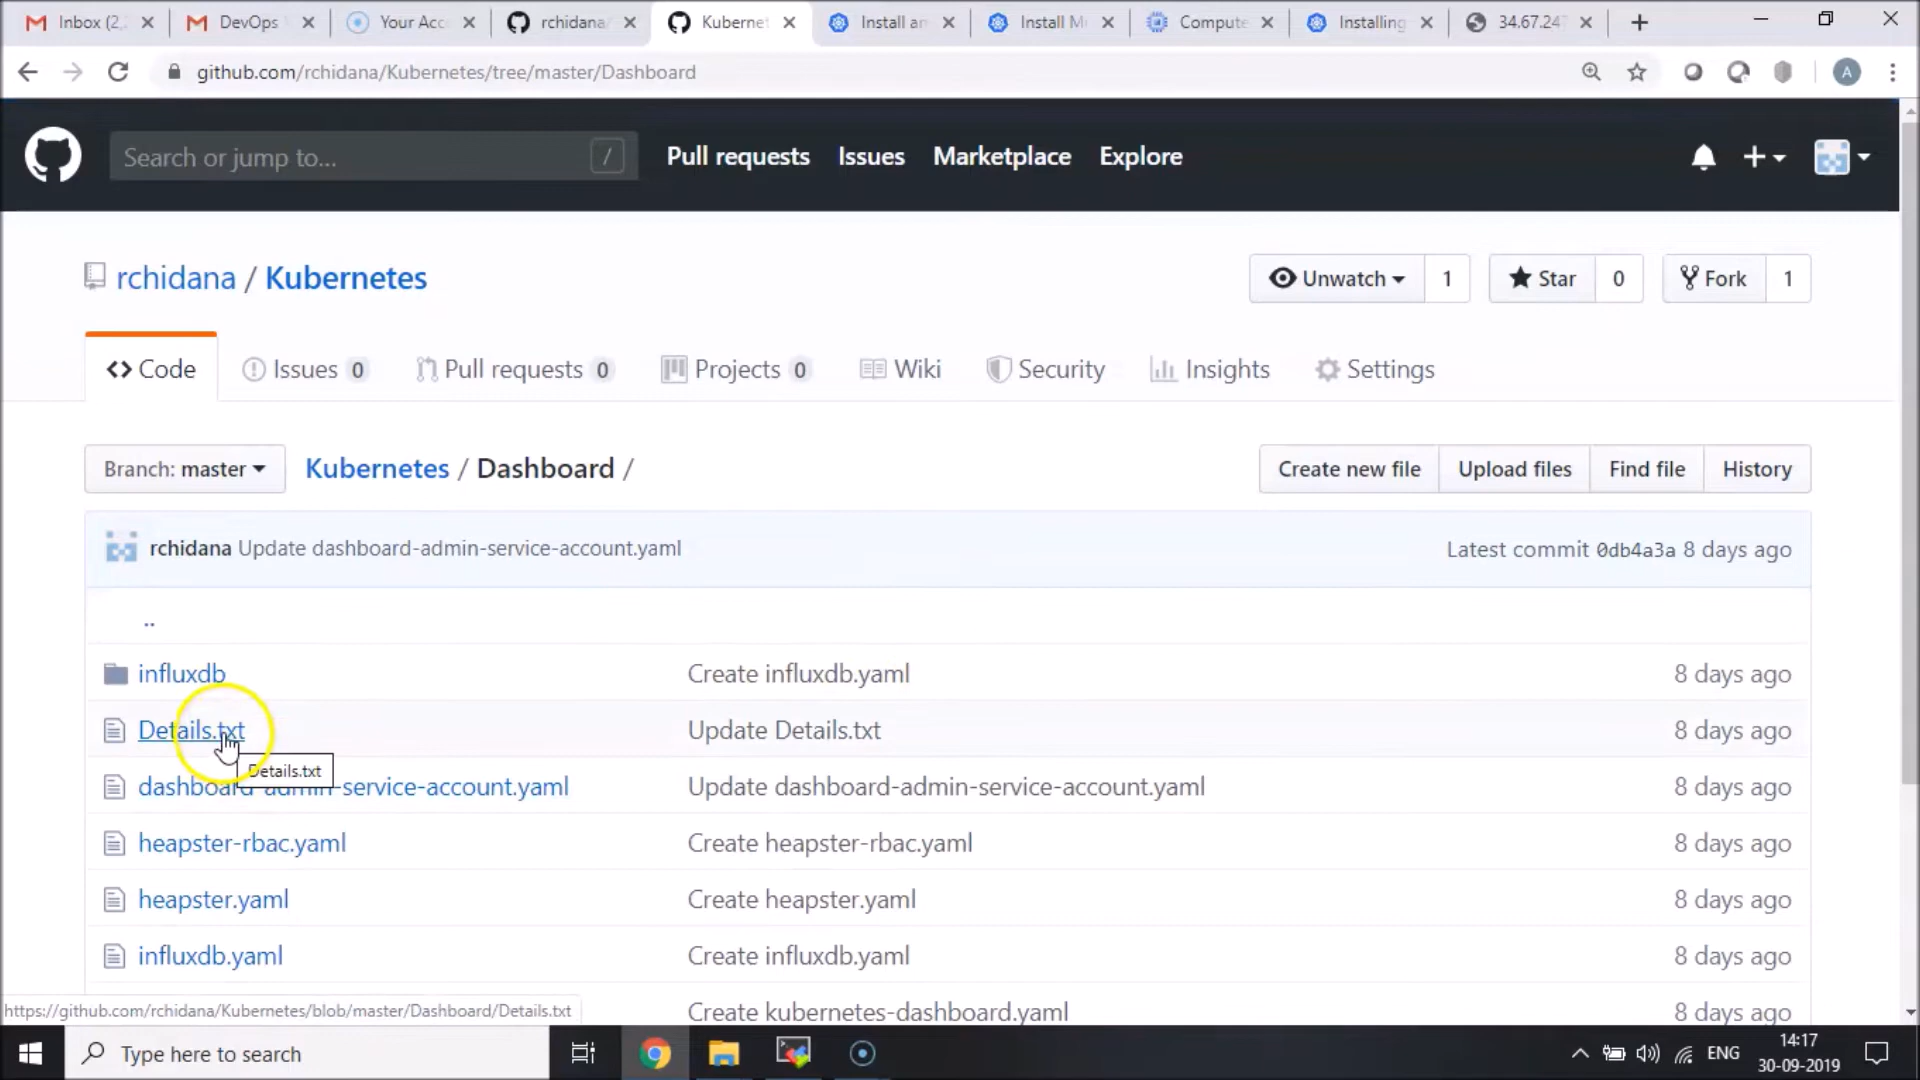 Inbox (2,
DevOps
Your Acc
rchidana/
Kubernet
Install an
Install Mi
Compute
Installing
34.67.247
github.com/rchidana/Kubernetes/tree/master/Dashboard
A
Search or jump to...
/
Pull requests
Issues
Marketplace
Explore
rchidana / Kubernetes
Unwatch
1
Star
0
Fork
1
<> Code
Issues 0
Pull requests 0
Projects 0
Wiki
Security
Insights
Settings
Branch: master
Kubernetes / Dashboard /
Create new file
Upload files
Find file
History
rchidana Update dashboard-admin-service-account.yaml
Latest commit 0db4a3a 8 days ago
..
influxdb
Create influxdb.yaml
8 days ago
Details.txt
Update Details.txt
8 days ago
Details.txt
dashboard-admin-service-account.yaml
Update dashboard-admin-service-account.yaml
8 days ago
heapster-rbac.yaml
Create heapster-rbac.yaml
8 days ago
heapster.yaml
Create heapster.yaml
8 days ago
influxdb.yaml
Create influxdb.yaml
8 days ago
https://github.com/rchidana/Kubernetes/blob/master/Dashboard/Details.txt
Create kubernetes-dashboard.yaml
8 days ago
Type here to search
ENG
14:17
30-09-2019